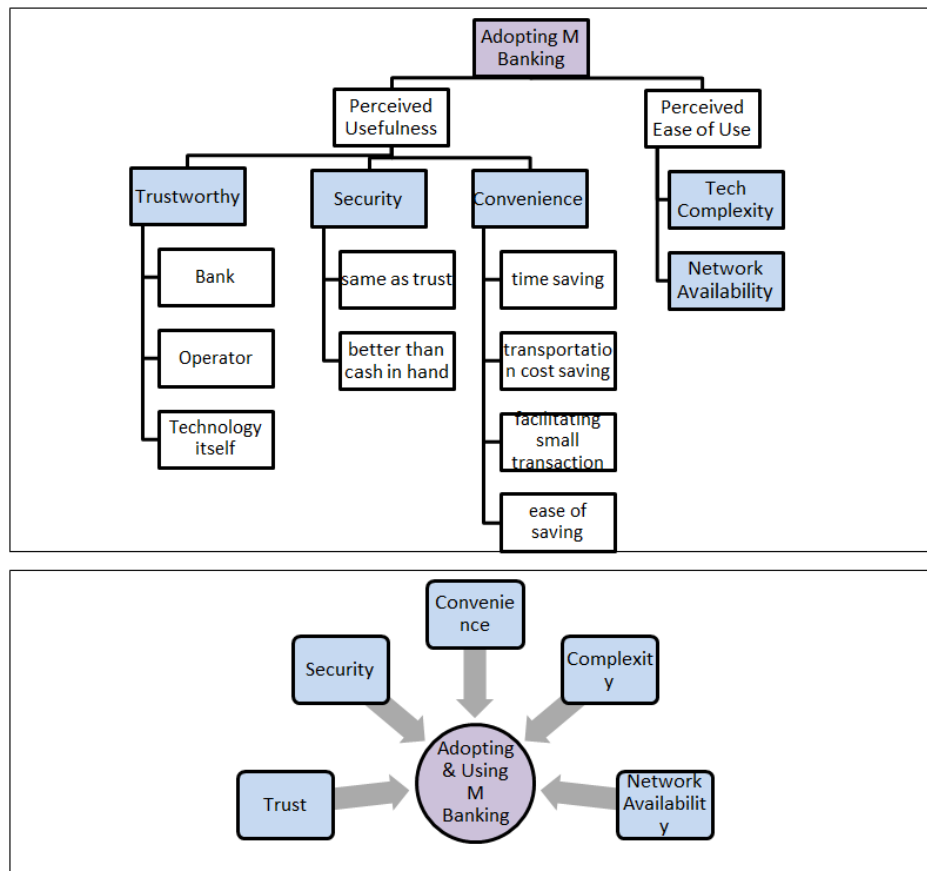 Adopting M
Banking
Perceived
Usefulness
Perceived
Ease of Use
Trustworthy
Security
Convenience
Tech
Complexity
Bank
same as trust
time saving
Network
Availability
Operator
better than
cash in hand
transportatio
n cost saving
Technology
itself
facilitating
small
transaction
ease of
saving
Convenie
nce
Security
Complexit
y
Adopting
& Using
M
Banking
Trust
Network
Availabilit
y